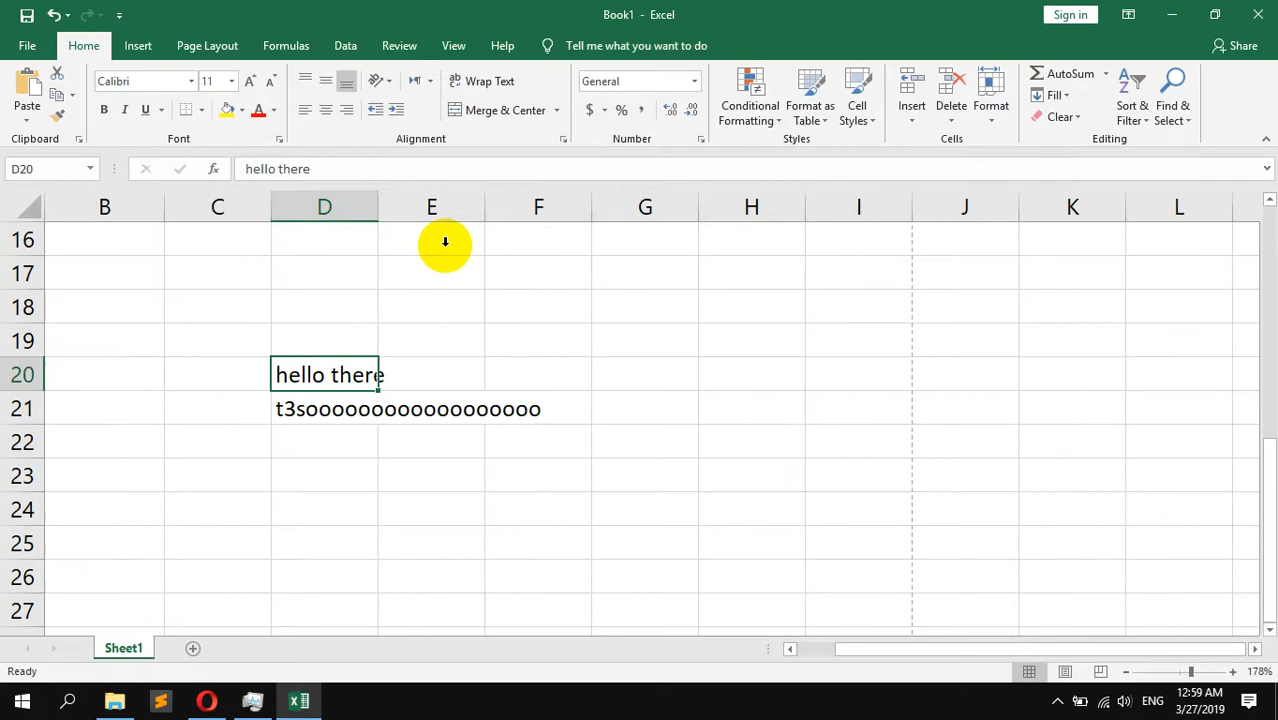 Book1 - Excel
Sign in
File Home Insert Page Layout Formulas Data Review View Help Tell me what you want to do Share
Paste
Clipboard
Calibri 11
B I U
A A
Font
Wrap Text
Merge & Center
Alignment
General
$ % ,
Number
Conditional Formatting
Format as Table
Cell Styles
Styles
Insert
Delete
Format
Cells
AutoSum
Fill
Clear
Sort & Filter
Find & Select
Editing
D20 fx hello there
B C D E F G H I J K L
16
17
18
19
20 hello there
21 t3soooooooooooooooooo
22
23
24
25
26
27
Sheet1
Ready 178%
ENG
12:59 AM
3/27/2019